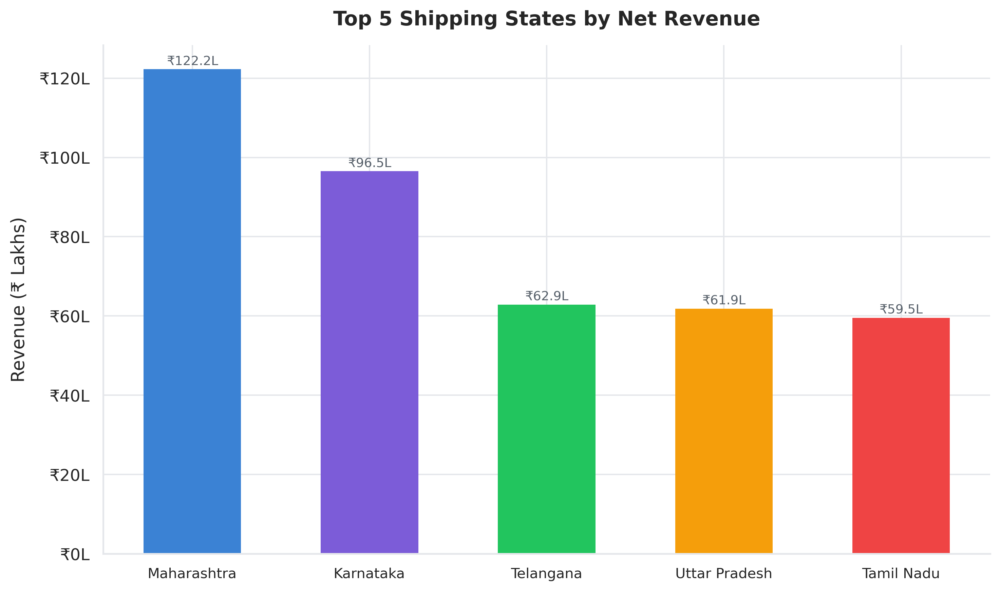 Top 5 Shipping States by Net Revenue
Revenue (₹ Lakhs)
₹120L
₹100L
₹80L
₹60L
₹40L
₹20L
₹0L
₹122.2L
₹96.5L
₹62.9L
₹61.9L
₹59.5L
Maharashtra
Karnataka
Telangana
Uttar Pradesh
Tamil Nadu